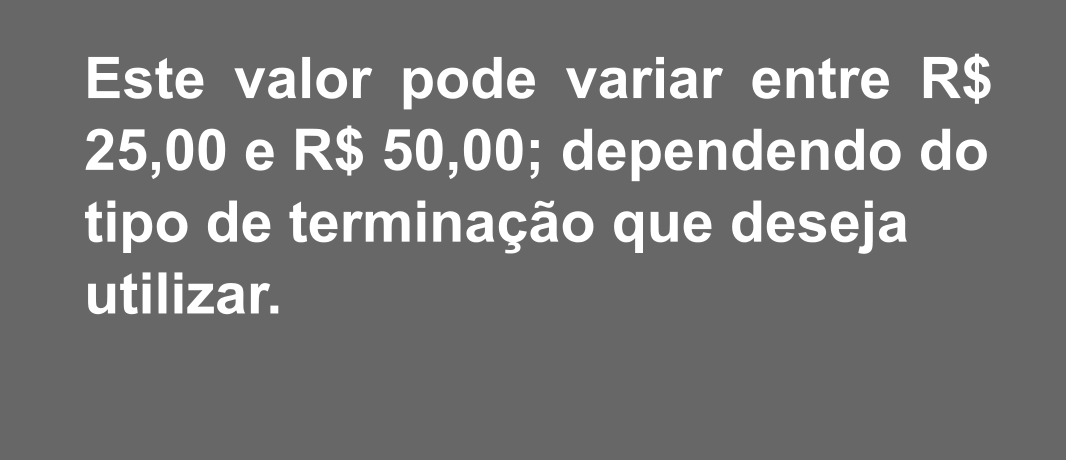 Este valor pode variar entre R$
25,00 e R$ 50,00; dependendo do
tipo de terminação que deseja
utilizar.